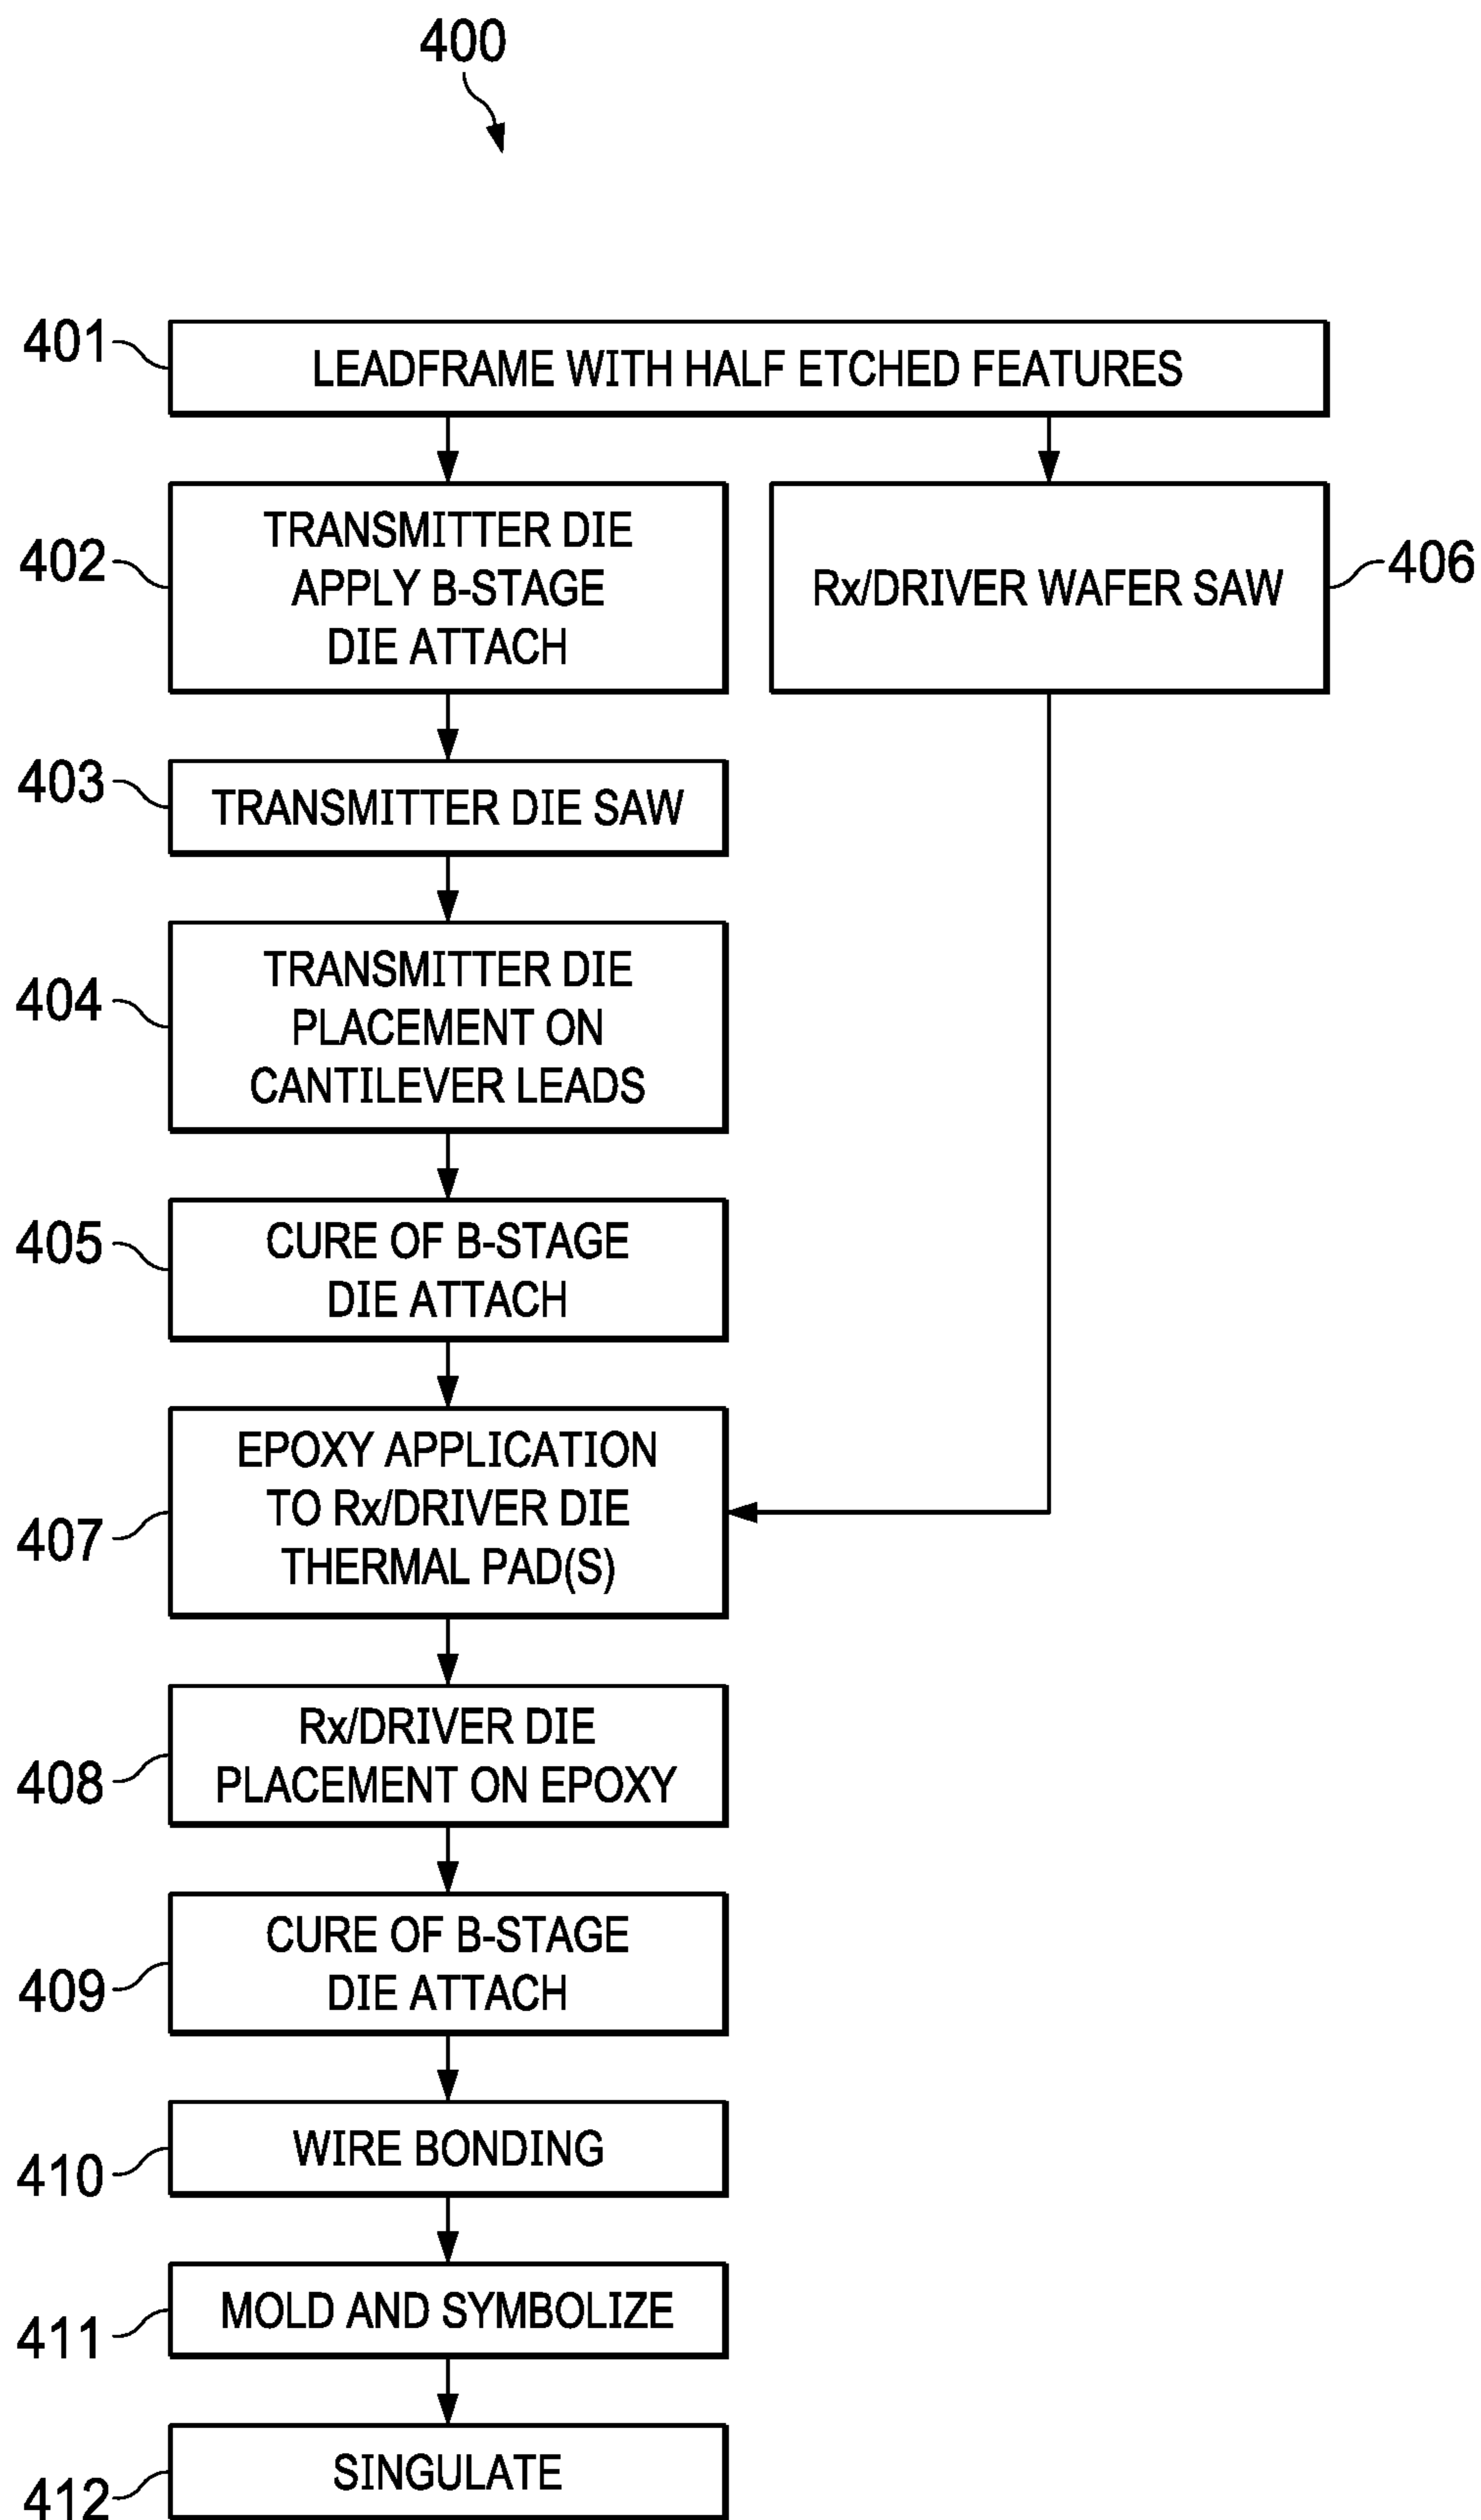 400
401
LEADFRAME WITH HALF ETCHED FEATURES
402
TRANSMITTER DIE
APPLY B-STAGE
DIE ATTACH
Rx/DRIVER WAFER SAW
406
403
TRANSMITTER DIE SAW
404
TRANSMITTER DIE
PLACEMENT ON
CANTILEVER LEADS
405
CURE OF B-STAGE
DIE ATTACH
407
EPOXY APPLICATION
TO Rx/DRIVER DIE
THERMAL PAD(S)
408
Rx/DRIVER DIE
PLACEMENT ON EPOXY
409
CURE OF B-STAGE
DIE ATTACH
410
WIRE BONDING
411
MOLD AND SYMBOLIZE
412
SINGULATE